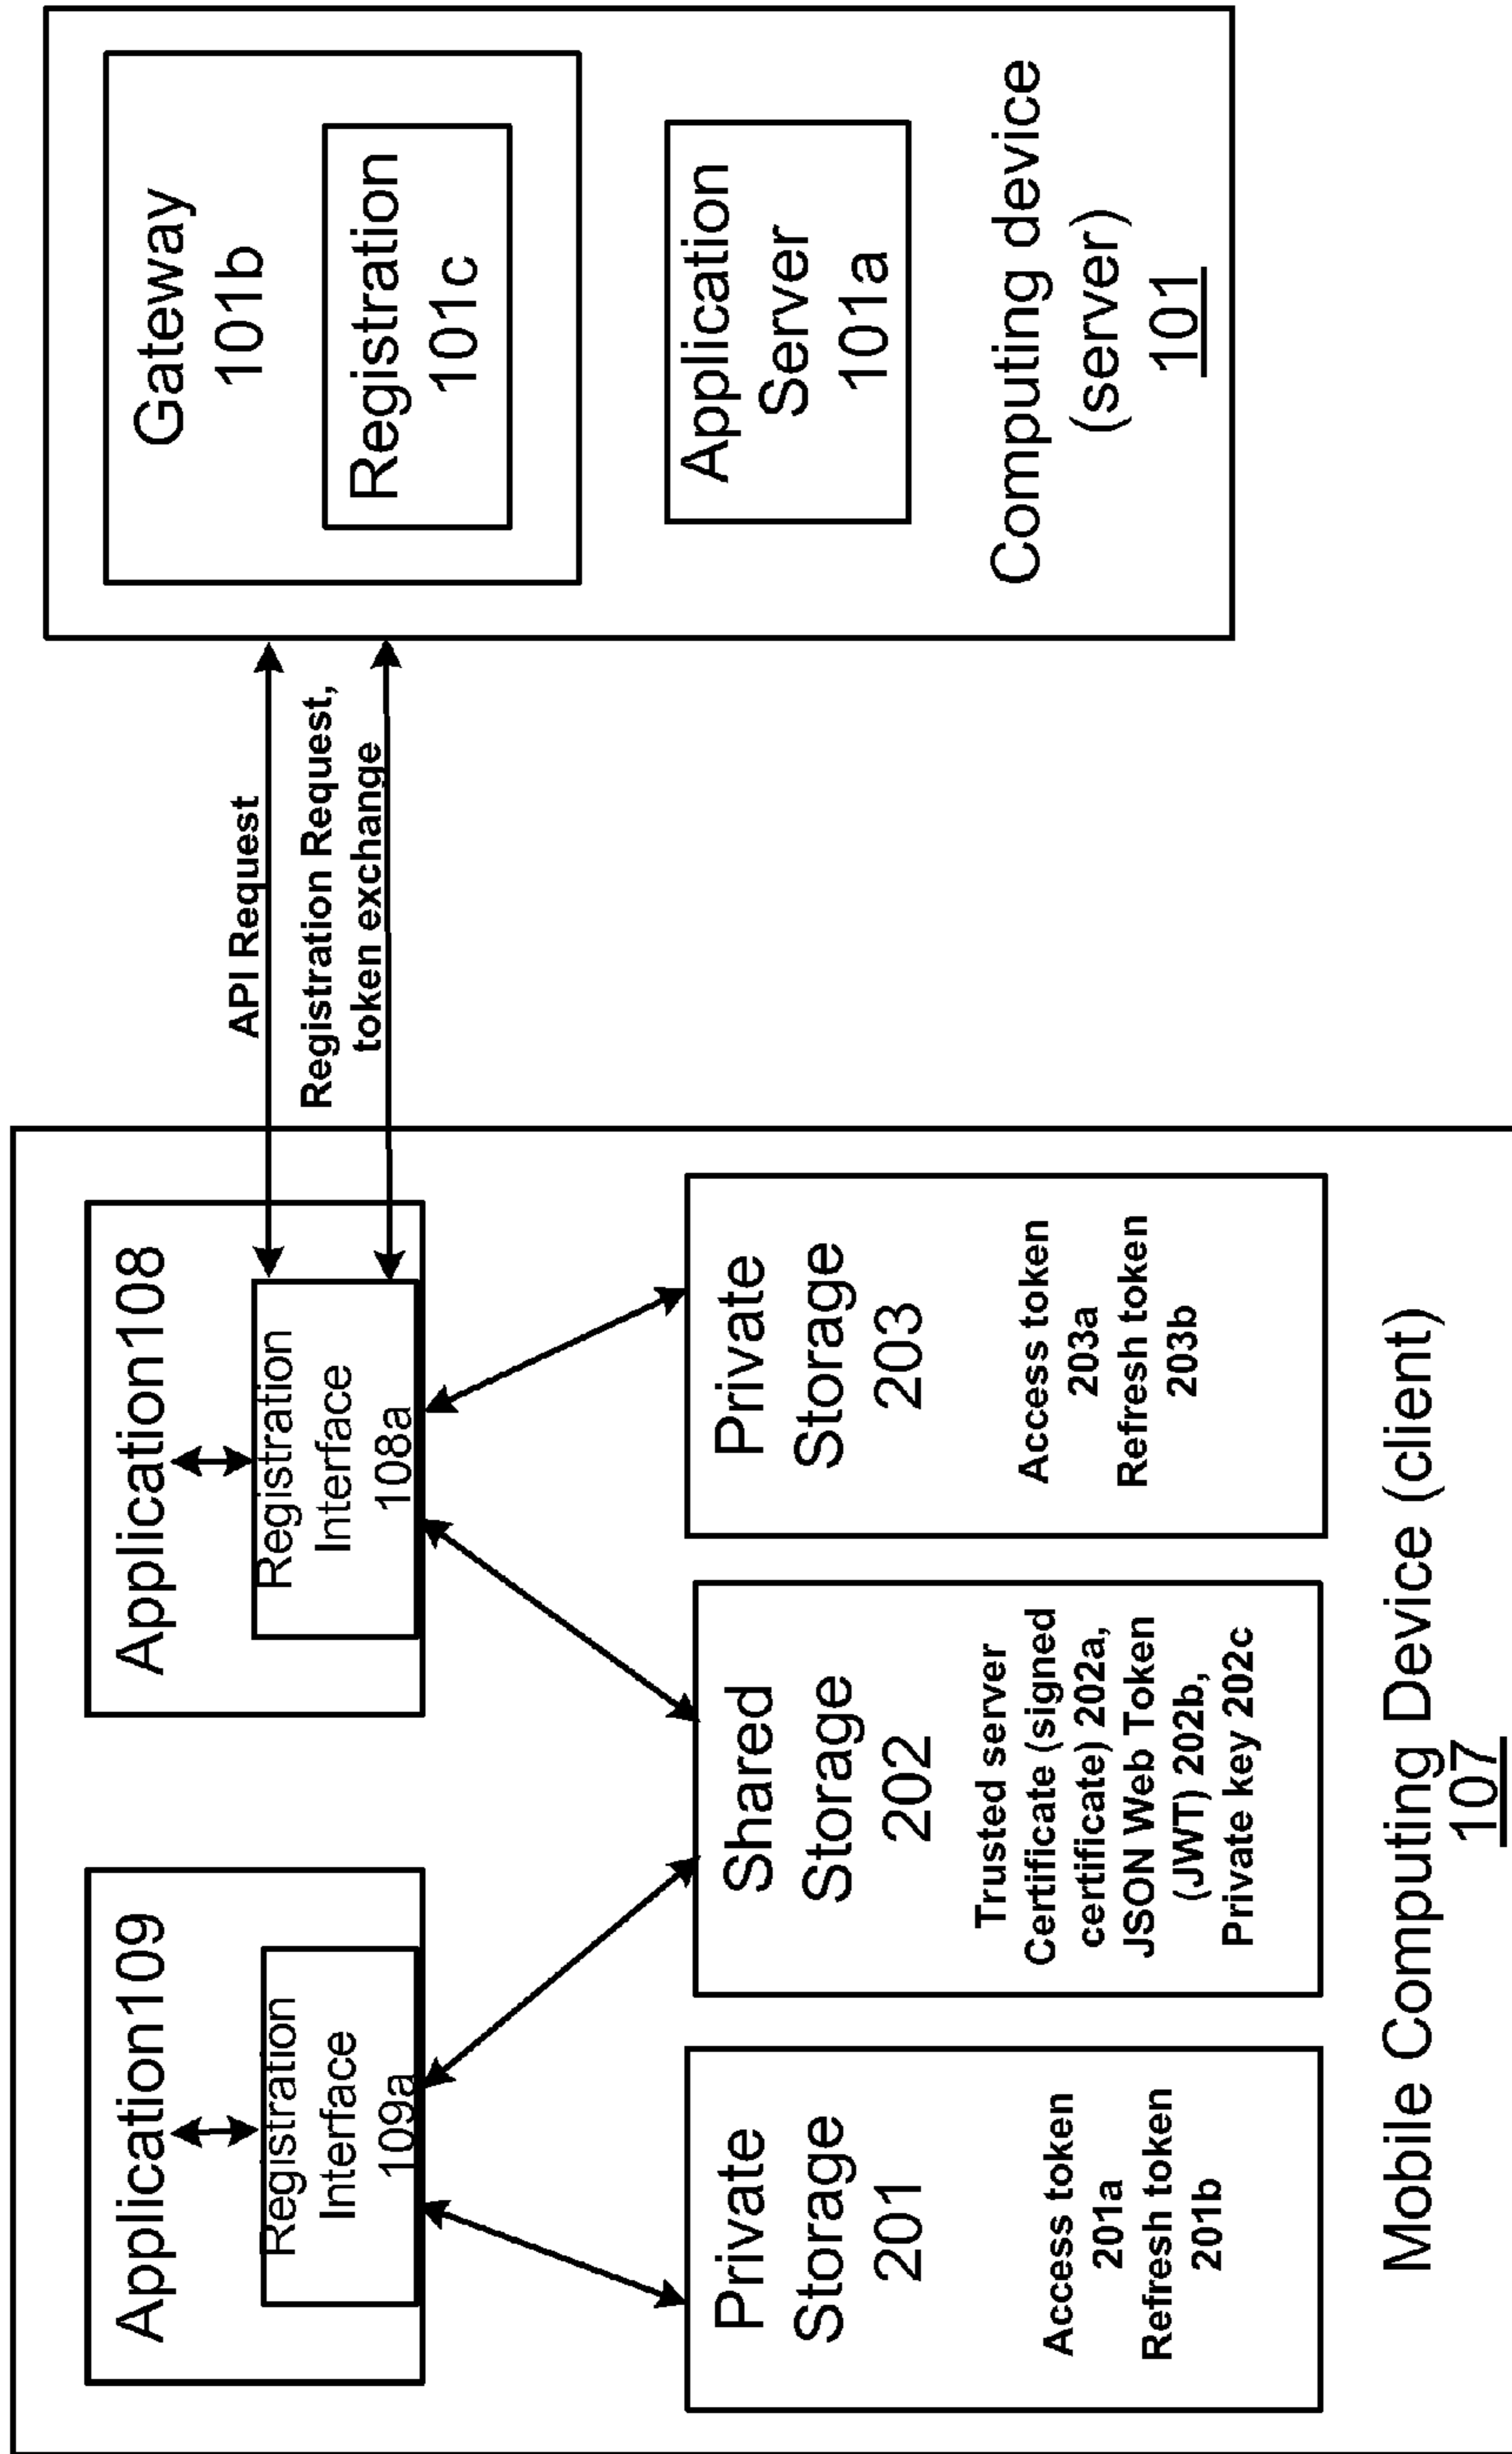 Application109
Registration
Interface
109a
Application108
Registration
Interface
108a
API Request
Registration Request,
token exchange
Gateway
101b
Registration
101c
Application
Server
101a
Computing device
(server)
101
Private
Storage
201
Access token
201a
Refresh token
201b
Shared
Storage
202
Trusted server
Certificate (signed
certificate) 202a,
JSON Web Token
(JWT) 202b,
Private key 202c
Private
Storage
203
Access token
203a
Refresh token
203b
Mobile Computing Device (client)
107